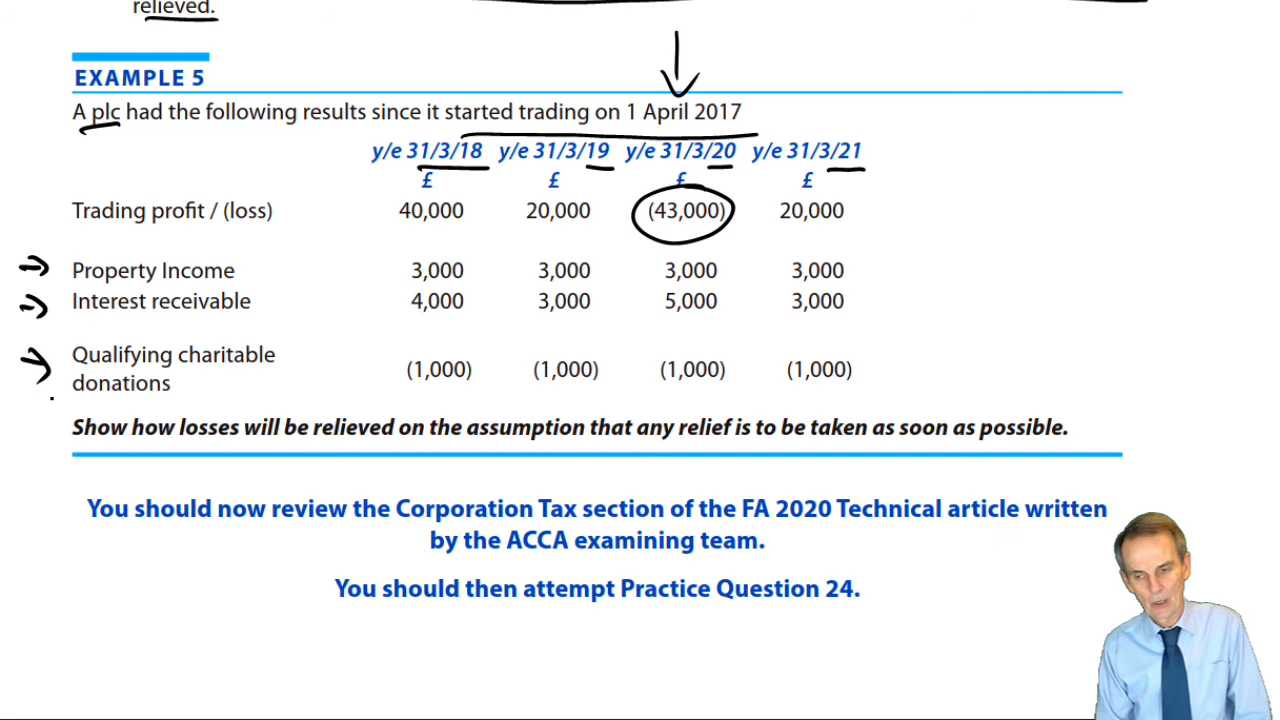 relieved.
EXAMPLE 5
A plc had the following results since it started trading on 1 April 2017
y/e 31/3/18 y/e 31/3/19 y/e 31/3/20 y/e 31/3/21
£ £ £ £
Trading profit / (loss) 40,000 20,000 (43,000) 20,000
Property Income 3,000 3,000 3,000 3,000
Interest receivable 4,000 3,000 5,000 3,000
Qualifying charitable
donations (1,000) (1,000) (1,000) (1,000)
Show how losses will be relieved on the assumption that any relief is to be taken as soon as possible.
You should now review the Corporation Tax section of the FA 2020 Technical article written
by the ACCA examining team.
You should then attempt Practice Question 24.